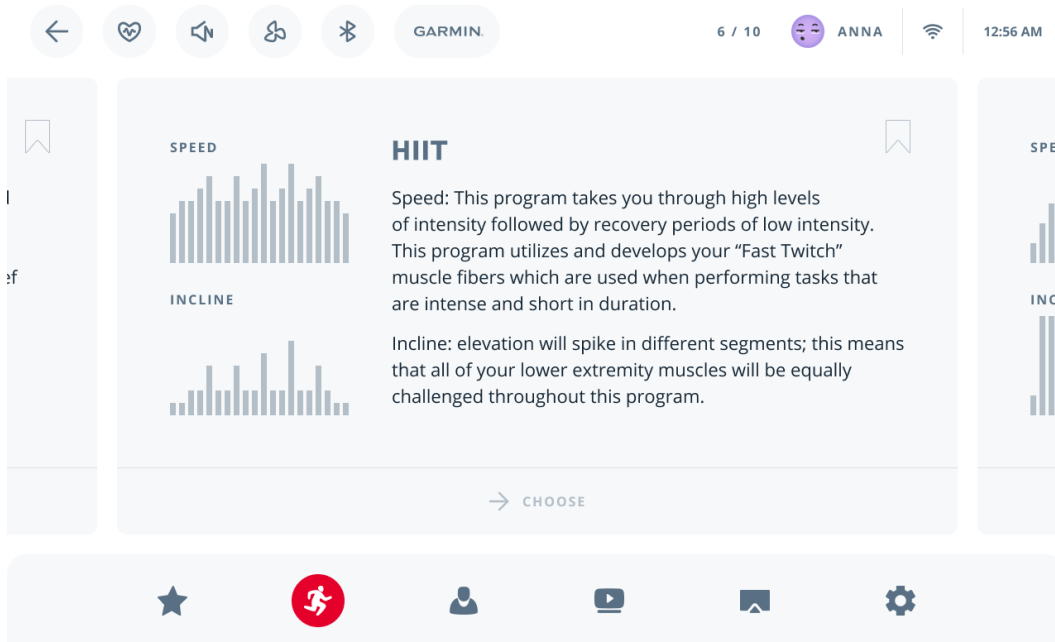 GARMIN.
6 / 10
ANNA
12:56 AM
ef
SPEED
HIIT
Speed: This program takes you through high levels
of intensity followed by recovery periods of low intensity.
This program utilizes and develops your “Fast Twitch”
muscle fibers which are used when performing tasks that
are intense and short in duration.
INCLINE
Incline: elevation will spike in different segments; this means
that all of your lower extremity muscles will be equally
challenged throughout this program.
CHOOSE
SPE
INC